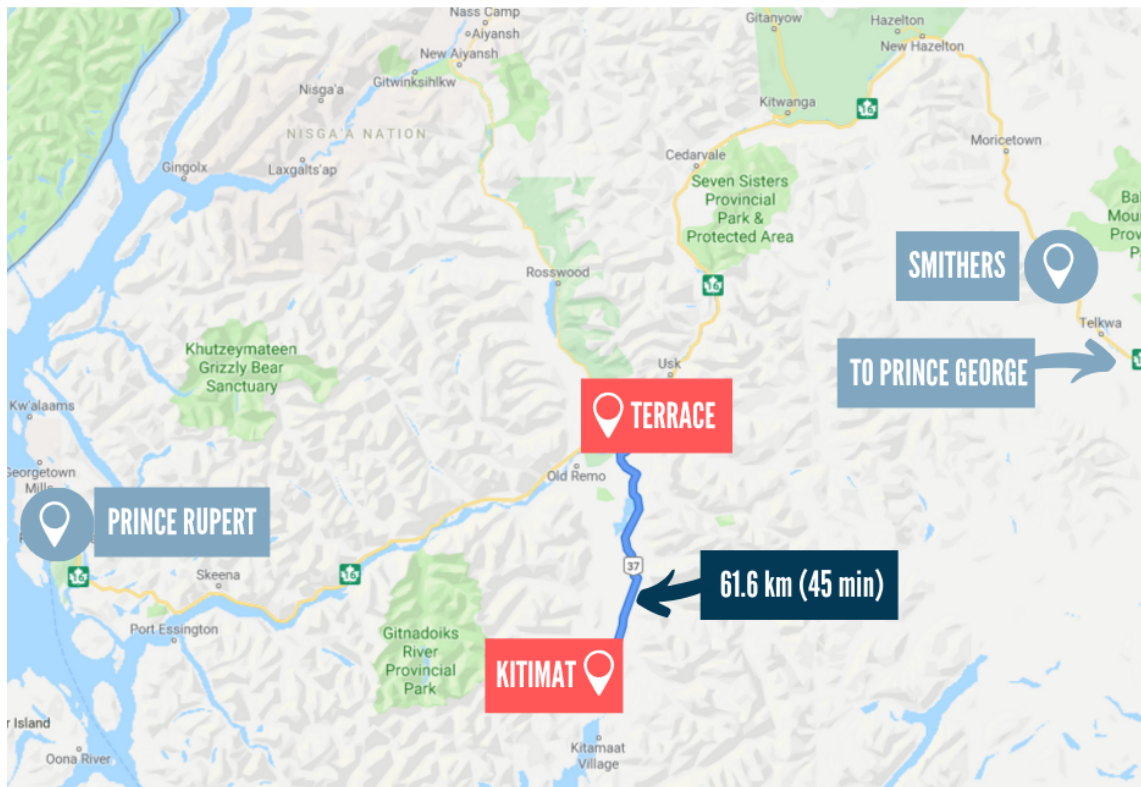 Nass Camp
Aiyansh
New Aiyansh
Gitwinksihlkw
Nisga'a
NISGA'A NATION
Laxgalts'ap
Gingolx
Gitanyow
Hazelton
New Hazelton
Kitwanga
16
Moricetown
Cedarvale
Seven Sisters
Provincial
Park &
Protected Area
16
Rosswood
Usk
SMITHERS
Telkwa
TO PRINCE GEORGE
Khutzeymateen
Grizzly Bear
Sanctuary
Kw'alaams
Georgetown
TERRACE
Old Remo
PRINCE RUPERT
16
Skeena
16
Port Essington
37
61.6 km (45 min)
Gitnadoiks
River
Provincial
Park
KITIMAT
Kitamaat
Village
Island
Oona River